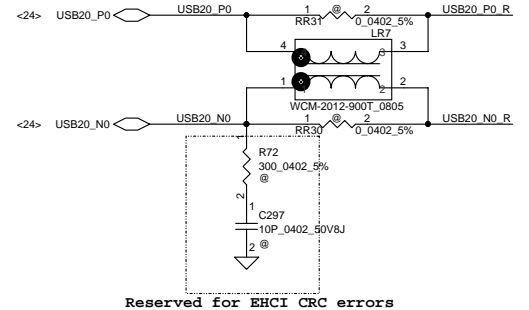 <24> USB20_P0 USB20_P0 1 @ 2 USB20_P0_R
RR31 0_0402_5%
LR7
4 3 3
1 2 2
WCM-2012-900T_0805
<24> USB20_N0 USB20_N0 1 @ 2 USB20_N0_R
RR30 0_0402_5%
1
R72
300_0402_5%
@
2
1
C297
10P_0402_50V8J
2 @
Reserved for EHCI CRC errors